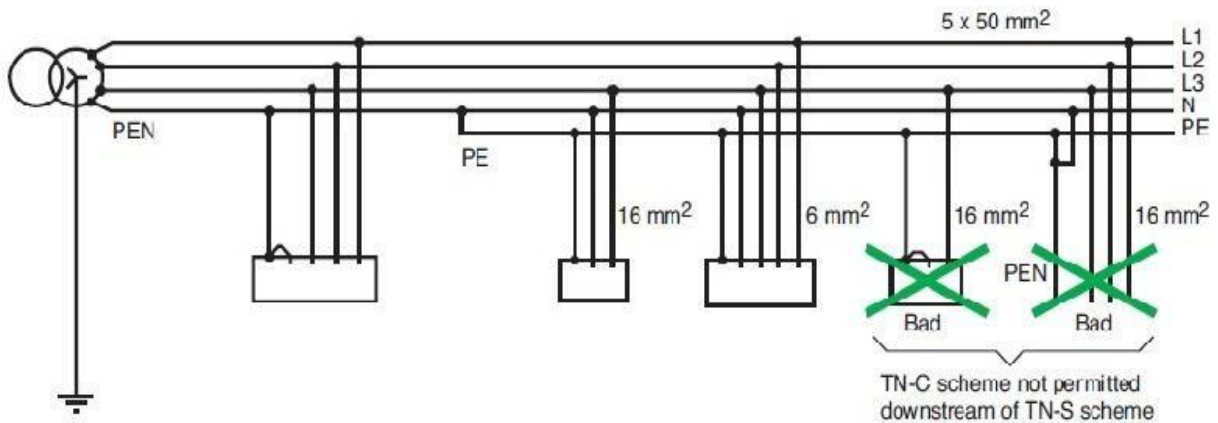 5 x 50 mm²
L1
L2
L3
N
PE
PEN
PE
16 mm²
6 mm²
16 mm²
16 mm²
PEN
Bad
Bad
TN-C scheme not permitted
downstream of TN-S scheme